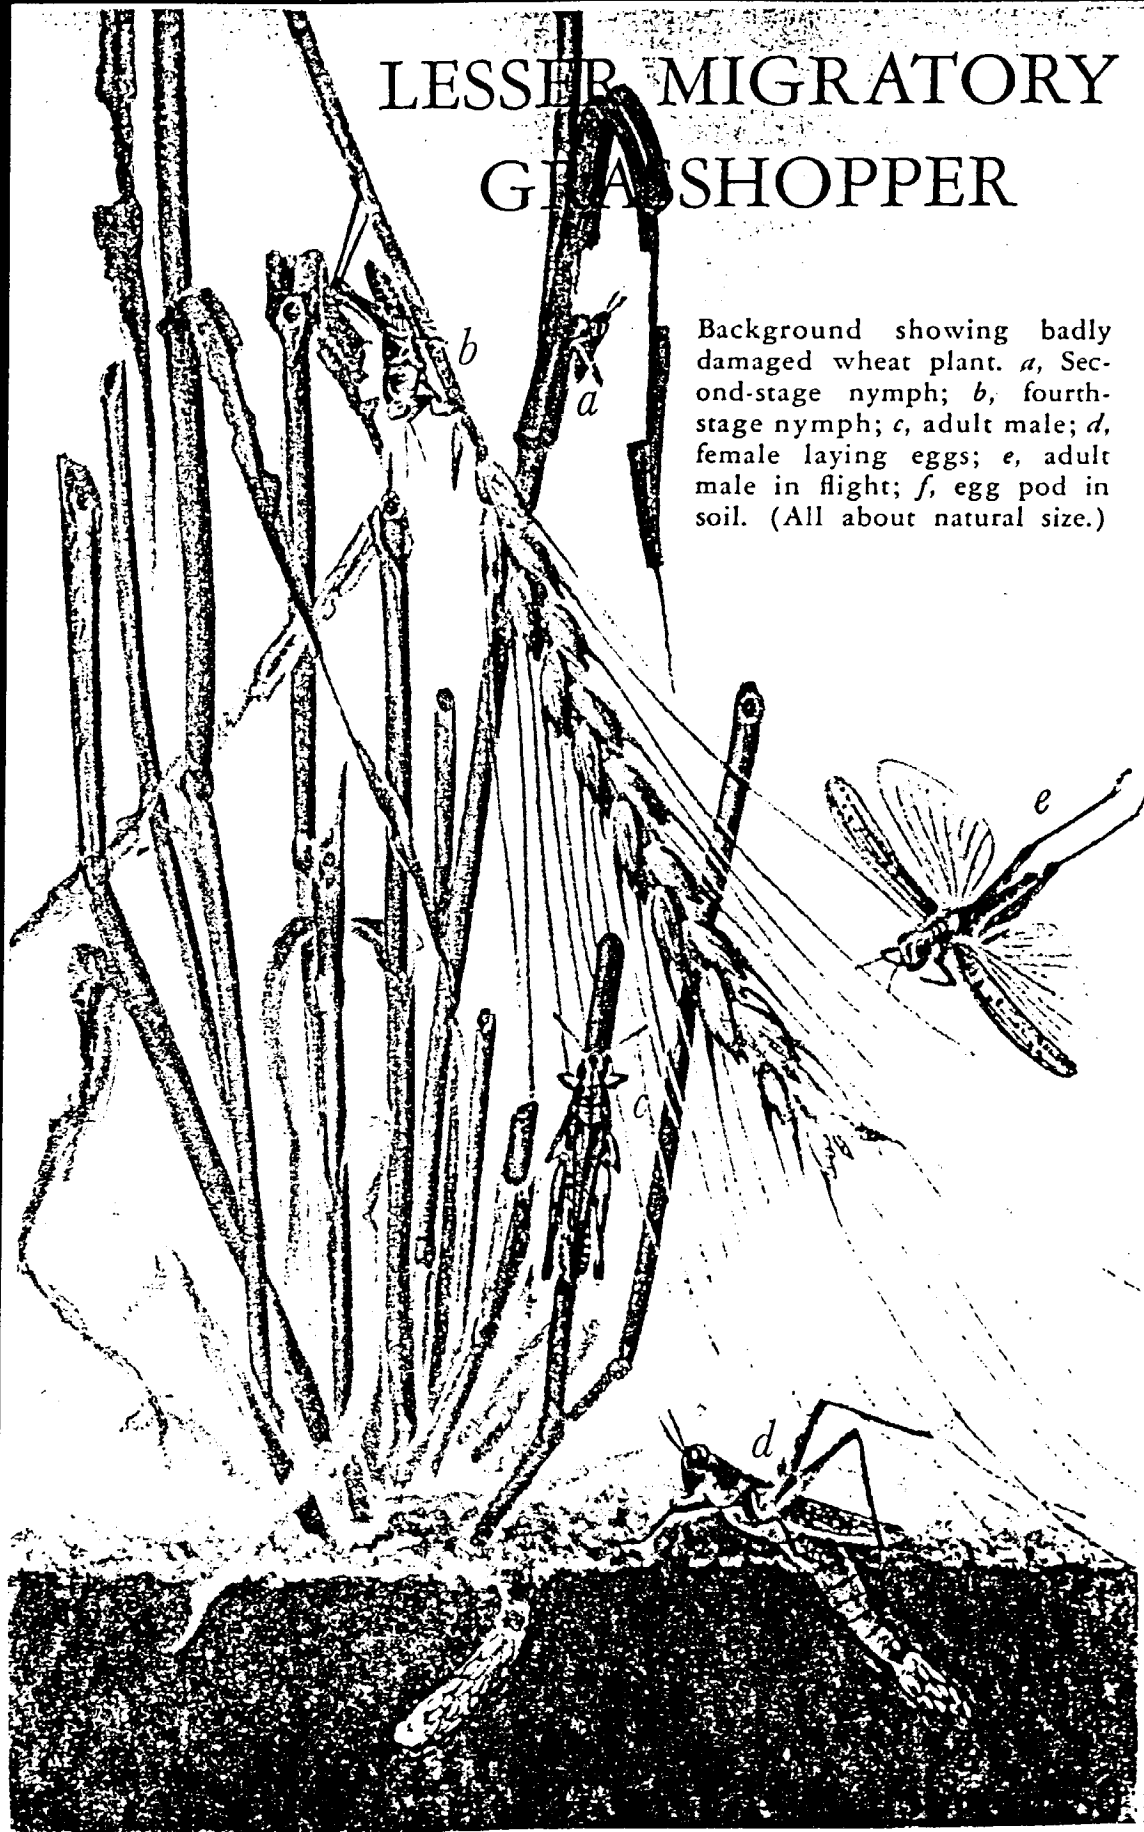 LESSER MIGRATORY
GRASSHOPPER
Background showing badly
damaged wheat plant. a, Sec-
ond-stage nymph; b, fourth-
stage nymph; c, adult male; d,
female laying eggs; e, adult
male in flight; f, egg pod in
soil. (All about natural size.)
b
a
e
c
d